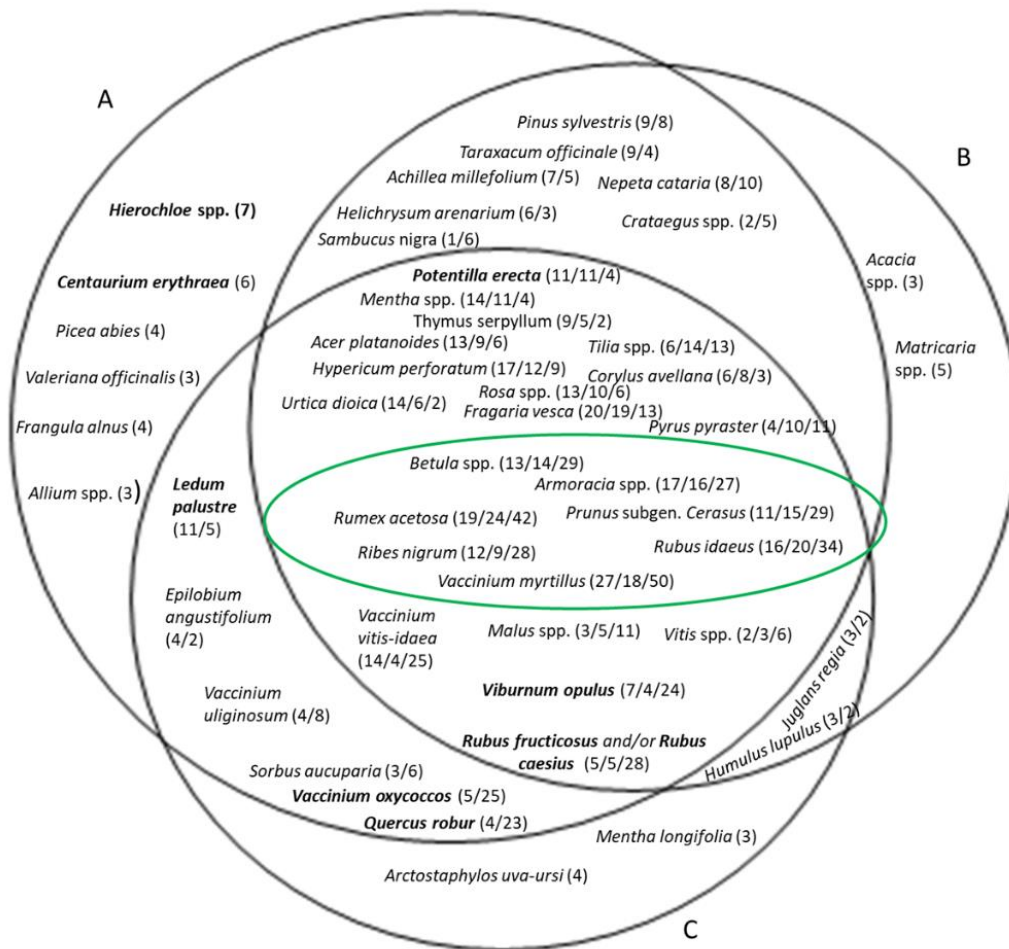 A
B
Pinus sylvestris (9/8)
Taraxacum officinale (9/4)
Achillea millefolium (7/5)
Nepeta cataria (8/10)
Hierochloe spp. (7)
Helichrysum arenarium (6/3)
Crataegus spp. (2/5)
Sambucus nigra (1/6)
Acacia
spp. (3)
Centaurium erythraea (6)
Potentilla erecta (11/11/4)
Mentha spp. (14/11/4)
Thymus serpyllum (9/5/2)
Picea abies (4)
Acer platanoides (13/9/6)
Tilia spp. (6/14/13)
Matricaria
spp. (5)
Hypericum perforatum (17/12/9)
Corylus avellana (6/8/3)
Valeriana officinalis (3)
Rosa spp. (13/10/6)
Urtica dioica (14/6/2)
Fragaria vesca (20/19/13)
Frangula alnus (4)
Pyrus pyraster (4/10/11)
Betula spp. (13/14/29)
Armoracia spp. (17/16/27)
Allium spp. (3)
Ledum
palustre
(11/5)
Rumex acetosa (19/24/42)
Prunus subgen. Cerasus (11/15/29)
Ribes nigrum (12/9/28)
Rubus idaeus (16/20/34)
Vaccinium myrtillus (27/18/50)
Epilobium
angustifolium
(4/2)
Vaccinium
vitis-idaea
(14/4/25)
Malus spp. (3/5/11)
Vitis spp. (2/3/6)
Juglans regia (3/2)
Vaccinium
uliginosum (4/8)
Viburnum opulus (7/4/24)
Humulus lupulus (3/2)
Rubus fructicosus and/or Rubus
caesius (5/5/28)
Sorbus aucuparia (3/6)
Vaccinium oxycoccos (5/25)
Quercus robur (4/23)
Mentha longifolia (3)
Arctostaphylos uva-ursi (4)
C